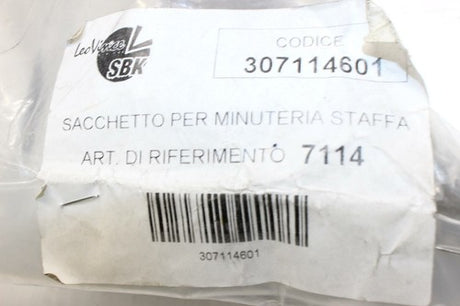 LeoVince
SBK
CODICE
307114601
SACCHETTO PER MINUTERIA STAFFA
ART. DI RIFERIMENTO 7114
307114601